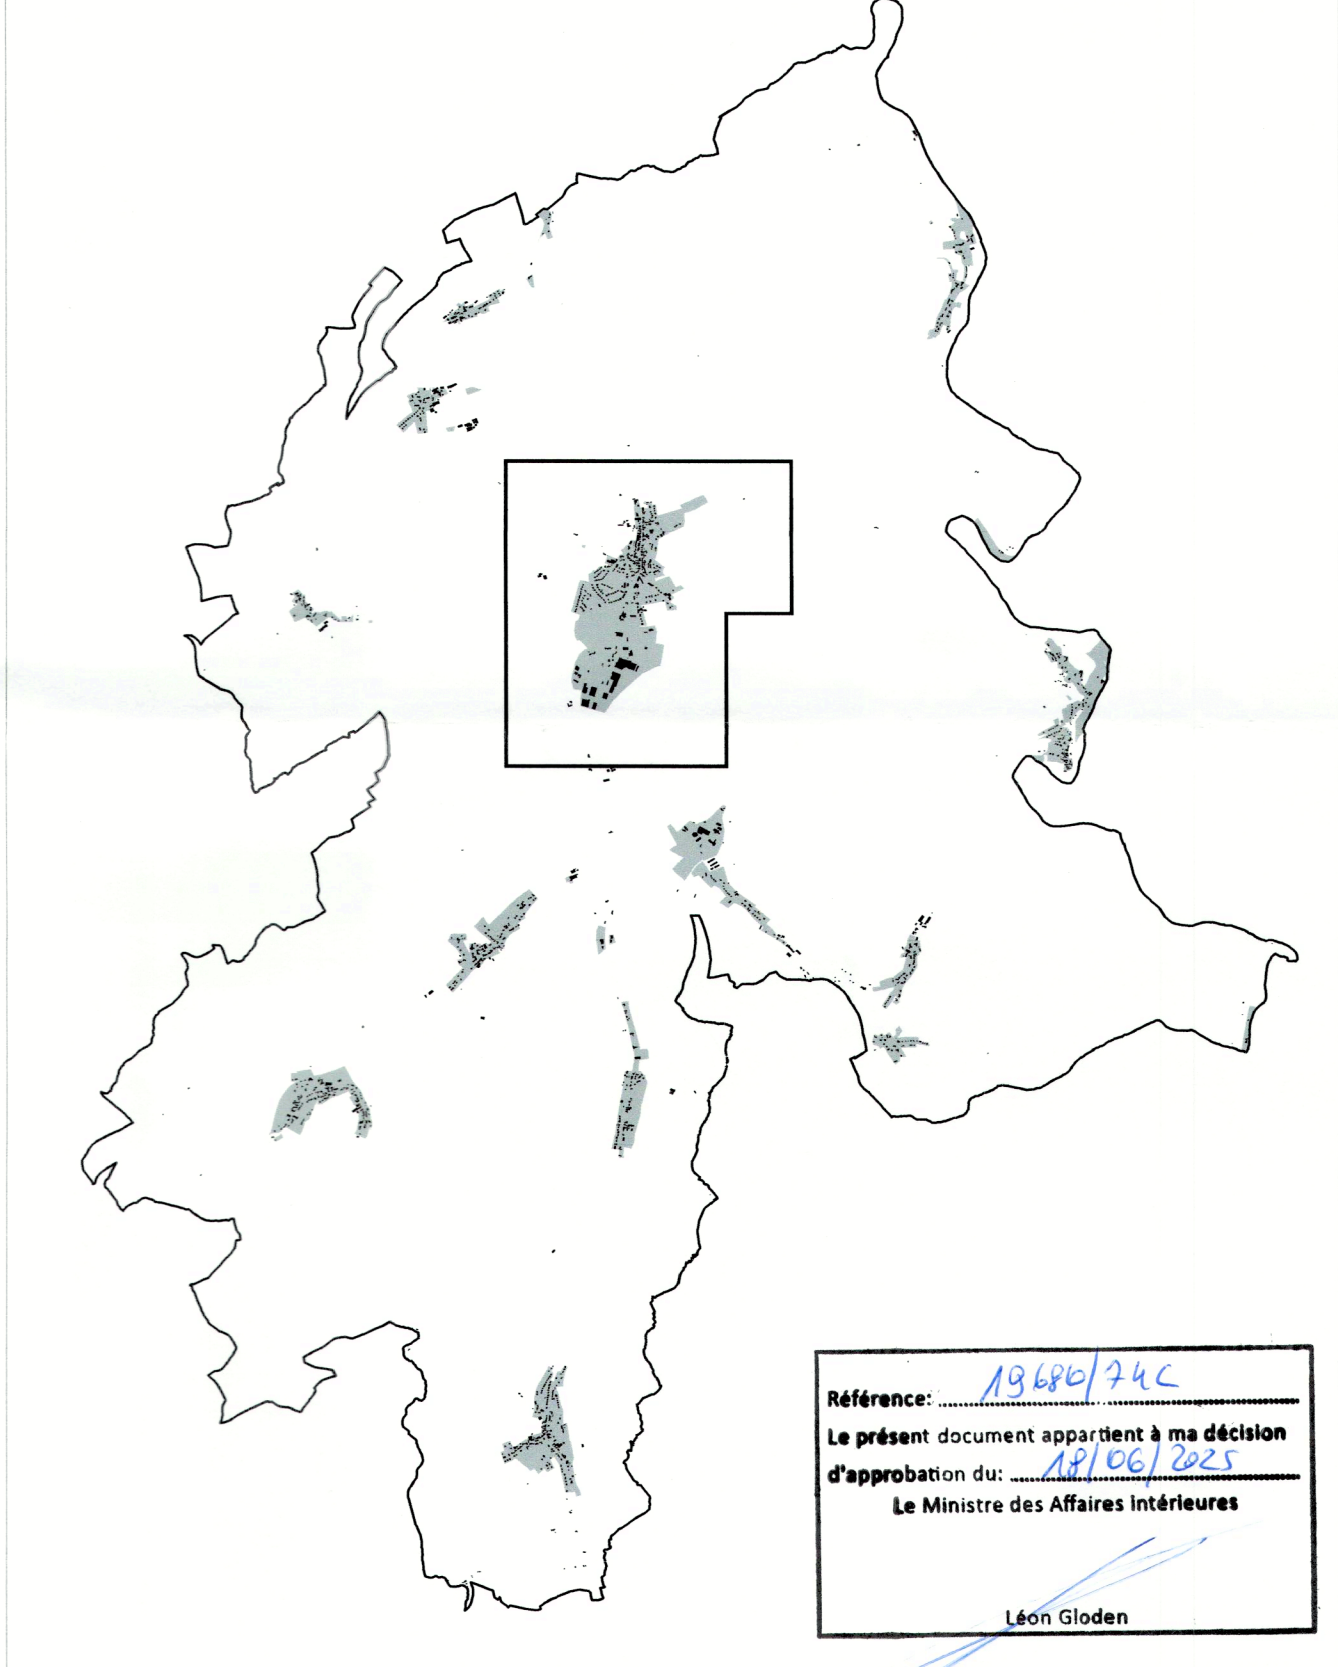 Référence: 19680/74C
Le présent document appartient à ma décision
d'approbation du: 18/06/2025
Le Ministre des Affaires Intérieures
Léon Gloden